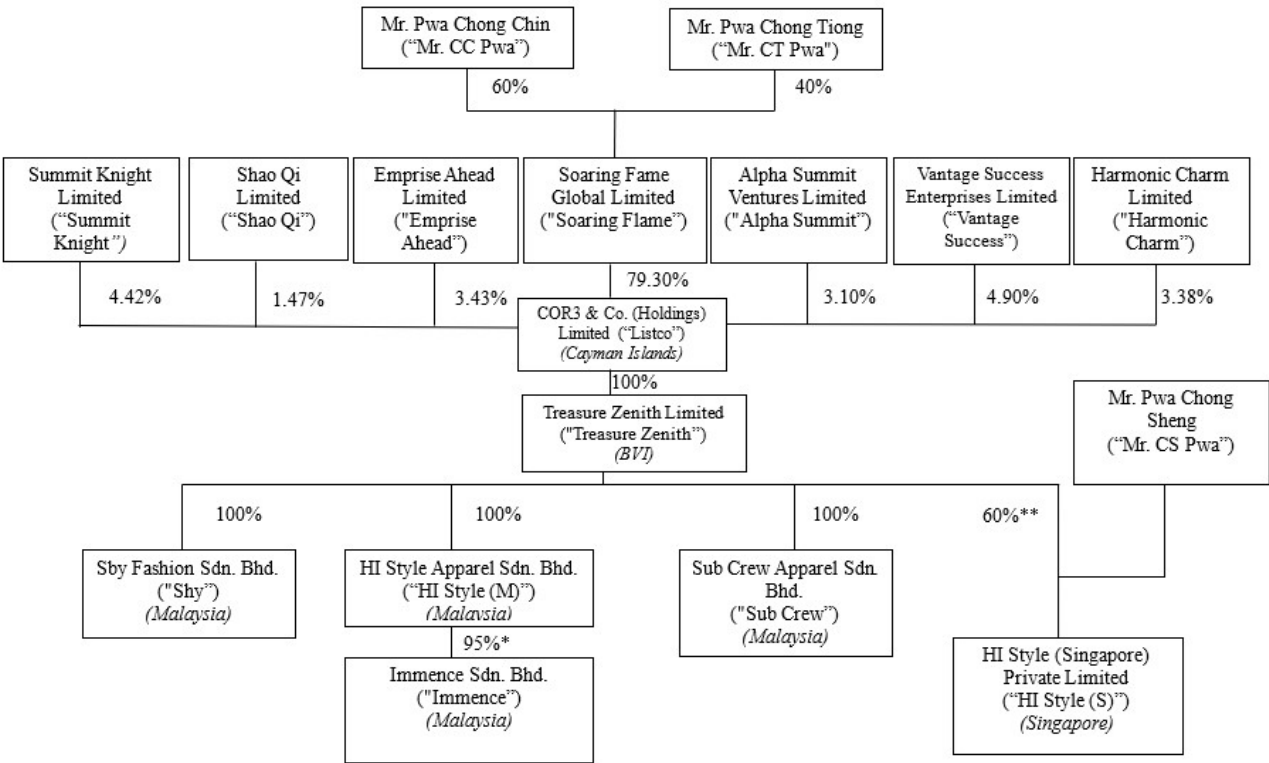 Mr. Pwa Chong Chin
(“Mr. CC Pwa”)
Mr. Pwa Chong Tiong
(“Mr. CT Pwa")
60%
40%
Summit Knight
Limited
(“Summit
Knight”)
Shao Qi
Limited
(“Shao Qi”)
Emprise Ahead
Limited
("Emprise
Ahead”)
Soaring Fame
Global Limited
("Soaring Flame”)
Alpha Summit
Ventures Limited
("Alpha Summit”)
Vantage Success
Enterprises Limited
(“Vantage
Success”)
Harmonic Charm
Limited
("Harmonic
Charm”)
4.42%
1.47%
3.43%
79.30%
3.10%
4.90%
3.38%
COR3 & Co. (Holdings)
Limited (“Listco”)
(Cayman Islands)
100%
Treasure Zenith Limited
("Treasure Zenith”)
(BVI)
Mr. Pwa Chong
Sheng
(“Mr. CS Pwa”)
100%
100%
100%
60%**
Sby Fashion Sdn. Bhd.
("Shy”)
(Malaysia)
HI Style Apparel Sdn. Bhd.
(“HI Style (M)”)
(Malaysia)
Sub Crew Apparel Sdn.
Bhd.
("Sub Crew”)
(Malaysia)
95%*
Immence Sdn. Bhd.
("Immence”)
(Malaysia)
HI Style (Singapore)
Private Limited
(“HI Style (S)”)
(Singapore)